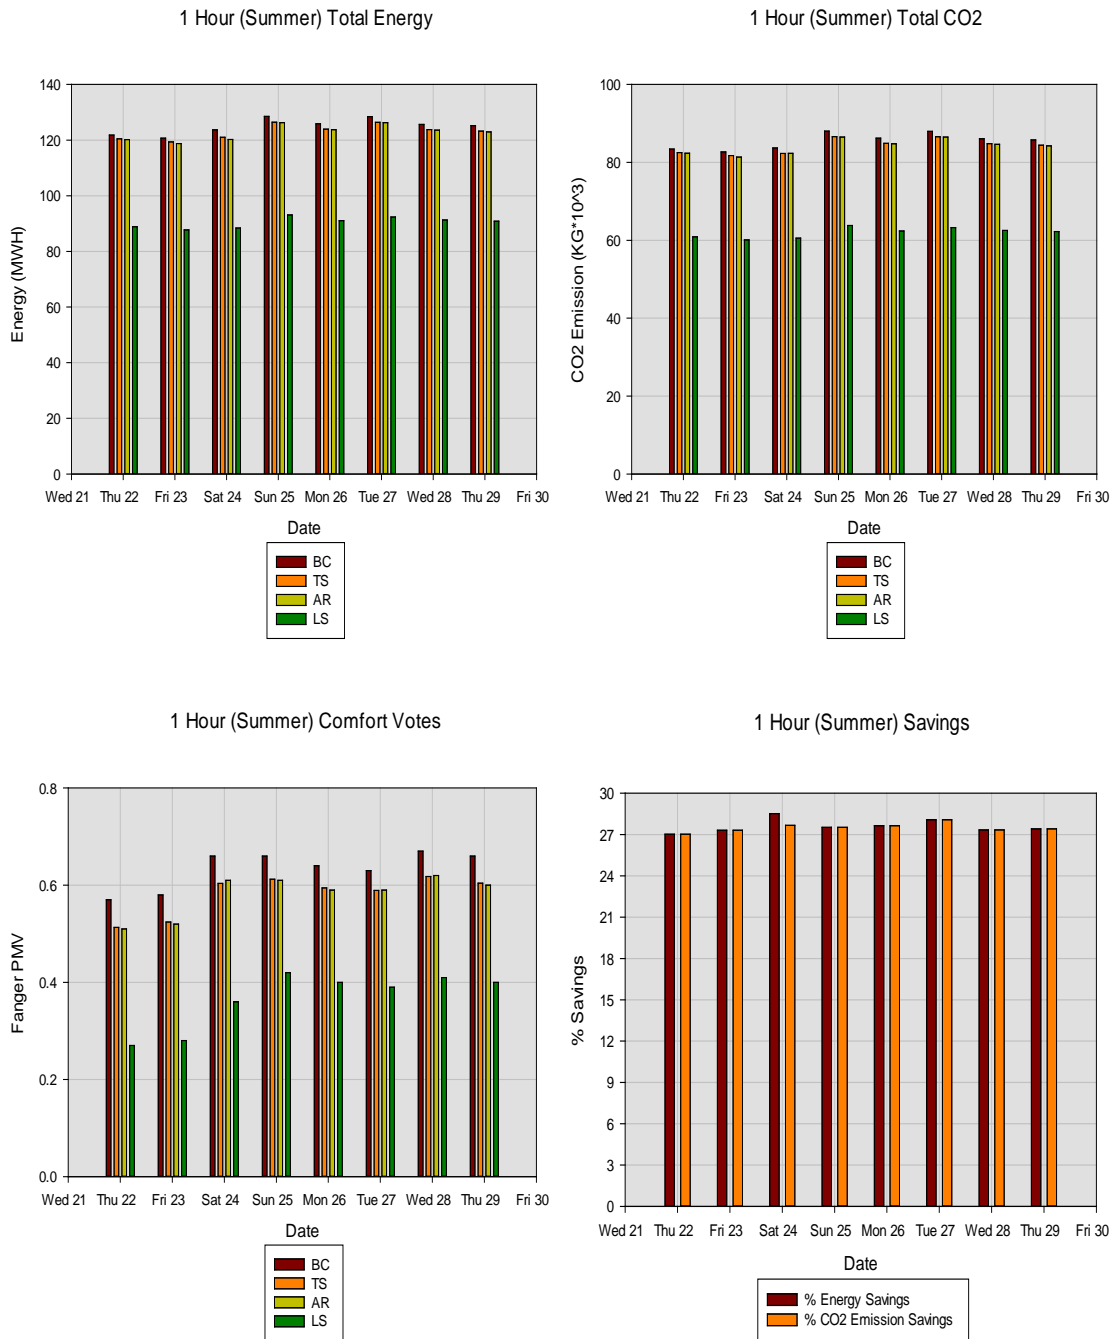 1 Hour (Summer) Total Energy
140
120
100
80
60
40
20
0
Energy (MWH)
Wed 21 Thu 22 Fri 23 Sat 24 Sun 25 Mon 26 Tue 27 Wed 28 Thu 29 Fri 30
Date
BC
TS
AR
LS
1 Hour (Summer) Total CO2
100
80
60
40
20
0
CO2 Emission (KG*10^3)
Wed 21 Thu 22 Fri 23 Sat 24 Sun 25 Mon 26 Tue 27 Wed 28 Thu 29 Fri 30
Date
BC
TS
AR
LS
1 Hour (Summer) Comfort Votes
0.8
0.6
0.4
0.2
0.0
Fanger PMV
Wed 21 Thu 22 Fri 23 Sat 24 Sun 25 Mon 26 Tue 27 Wed 28 Thu 29 Fri 30
Date
BC
TS
AR
LS
1 Hour (Summer) Savings
30
27
24
21
18
15
12
9
6
3
0
% Savings
Wed 21 Thu 22 Fri 23 Sat 24 Sun 25 Mon 26 Tue 27 Wed 28 Thu 29 Fri 30
Date
% Energy Savings
% CO2 Emission Savings